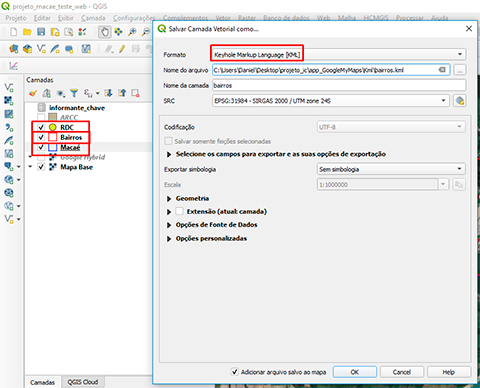 projeto_macae_teste_web - QGIS
Projeto Editar Exibir Camada Configurações Complementos Vetor Raster Banco de dados Web Malha HCMGIS
Camadas
informante_chave
ARCC
RDC
Bairros
Macaé
Google Hybrid
Mapa Base
Camadas
QGIS Cloud
Salvar Camada Vetorial como...
Formato
Keyhole Markup Language [KML]
Nome do arquivo
C:\Users\Daniel\Desktop\projeto_ic\app_GoogleMyMaps\Kml\bairros.kml
...
Nome da camada
bairros
SRC
EPSG:31984 - SIRGAS 2000 / UTM zone 24S
Codificação
UTF-8
Salvar somente feições selecionadas
Selecione os campos para exportar e as suas opções de exportação
Exportar simbologia
Sem simbologia
Escala
1:1000000
Geometria
Extensão (atual: camada)
Opções de Fonte de Dados
Opções personalizadas
Adicionar arquivo salvo ao mapa
OK
Cancel
Help